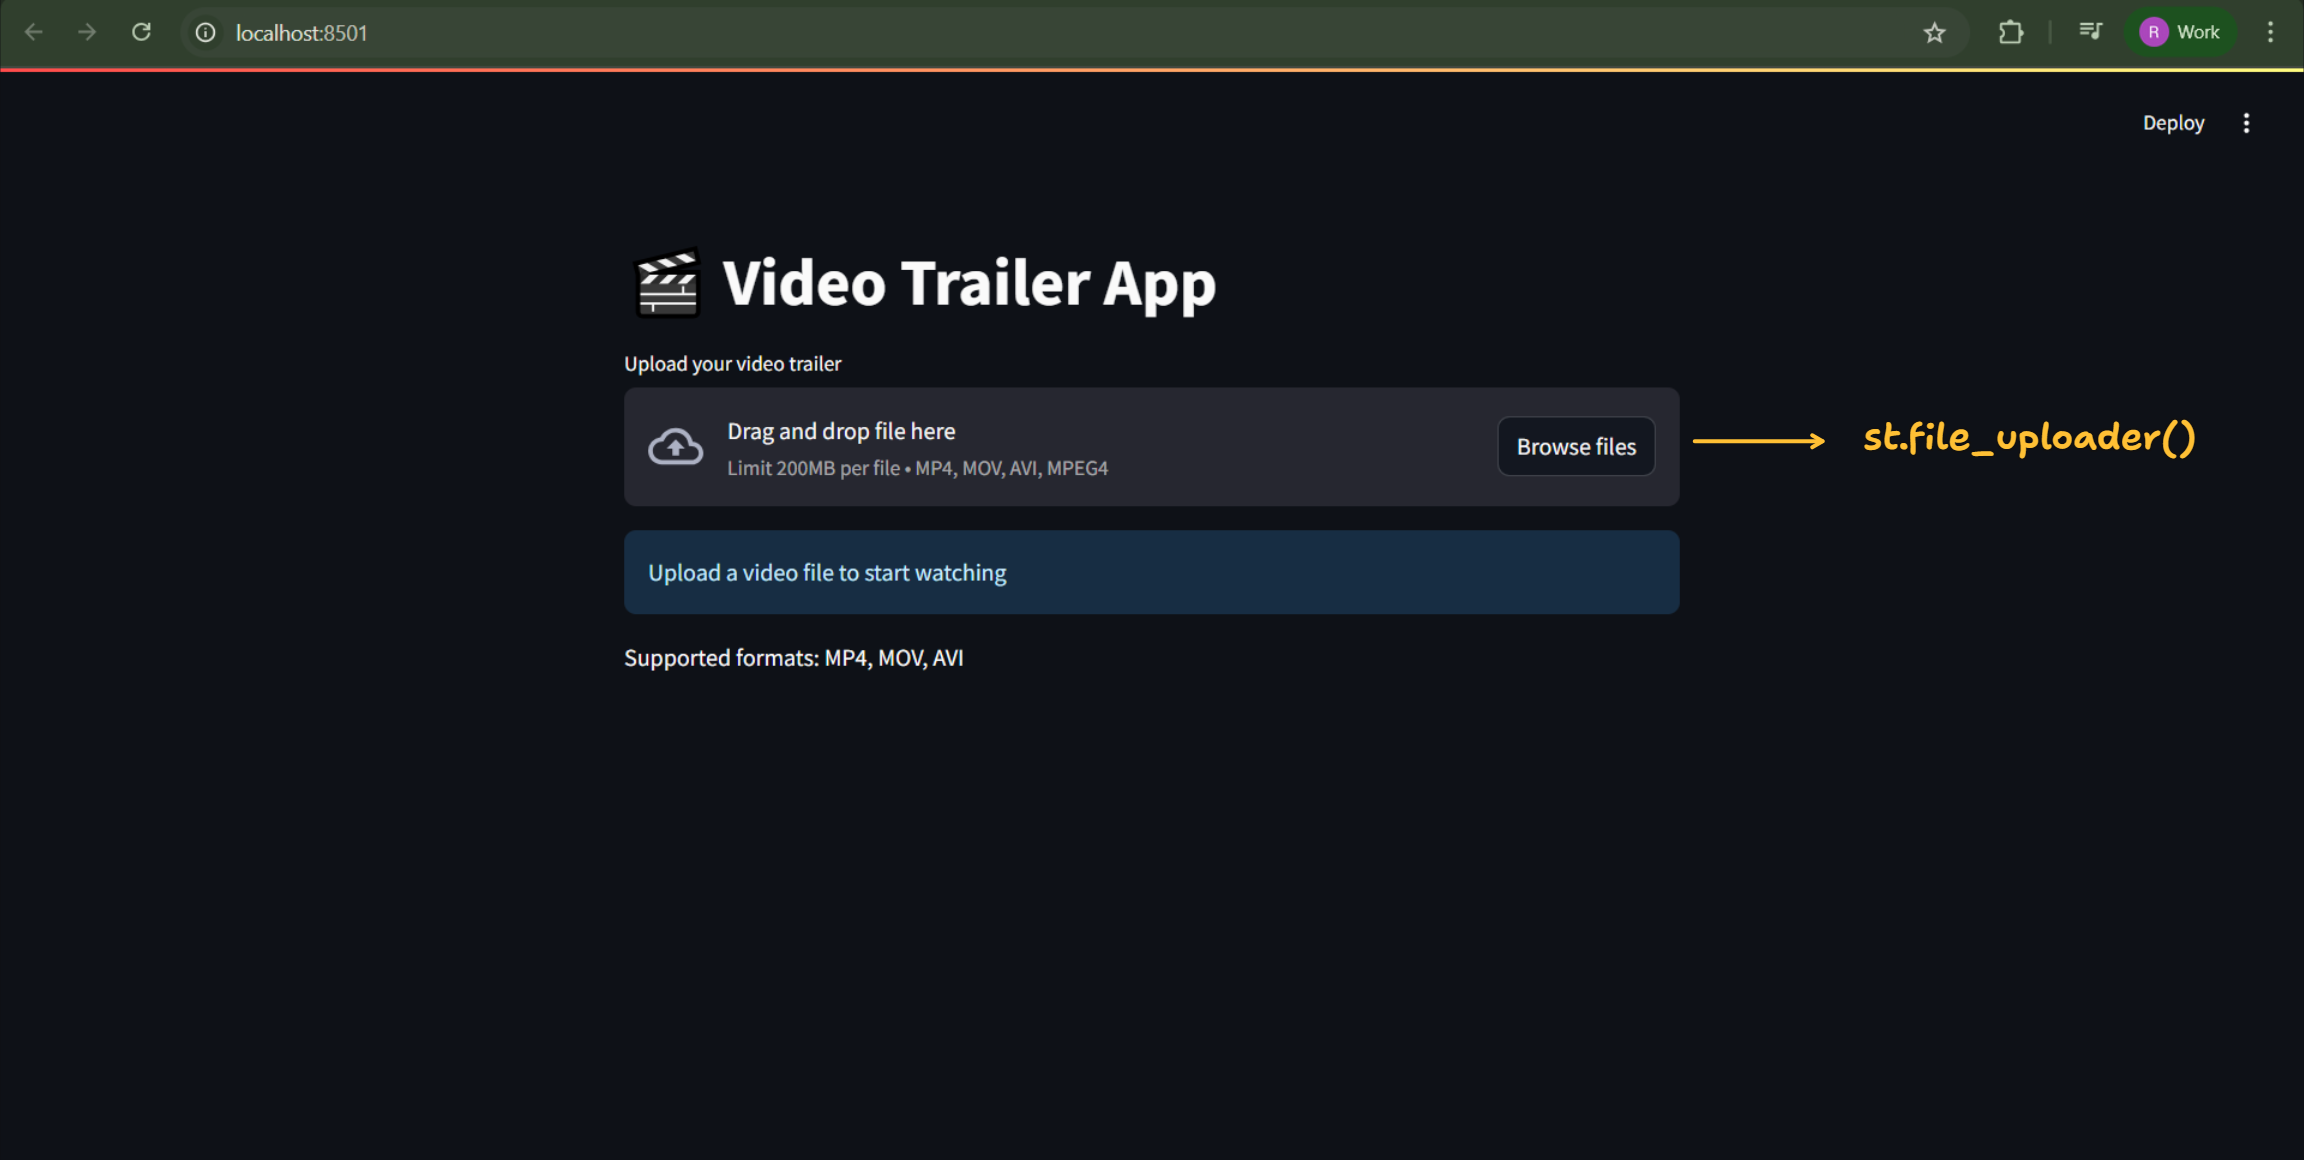 localhost:8501
R Work
Deploy
Video Trailer App
Upload your video trailer
Drag and drop file here
Limit 200MB per file • MP4, MOV, AVI, MPEG4
Browse files
st.file_uploader()
Upload a video file to start watching
Supported formats: MP4, MOV, AVI